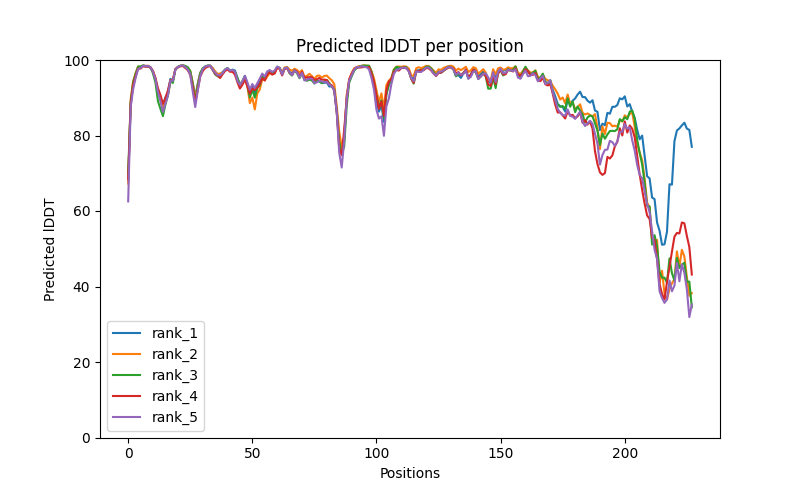 Predicted lDDT per position
100
80
60
40
20
0
Predicted lDDT
rank_1
rank_2
rank_3
rank_4
rank_5
0 50 100 150 200
Positions